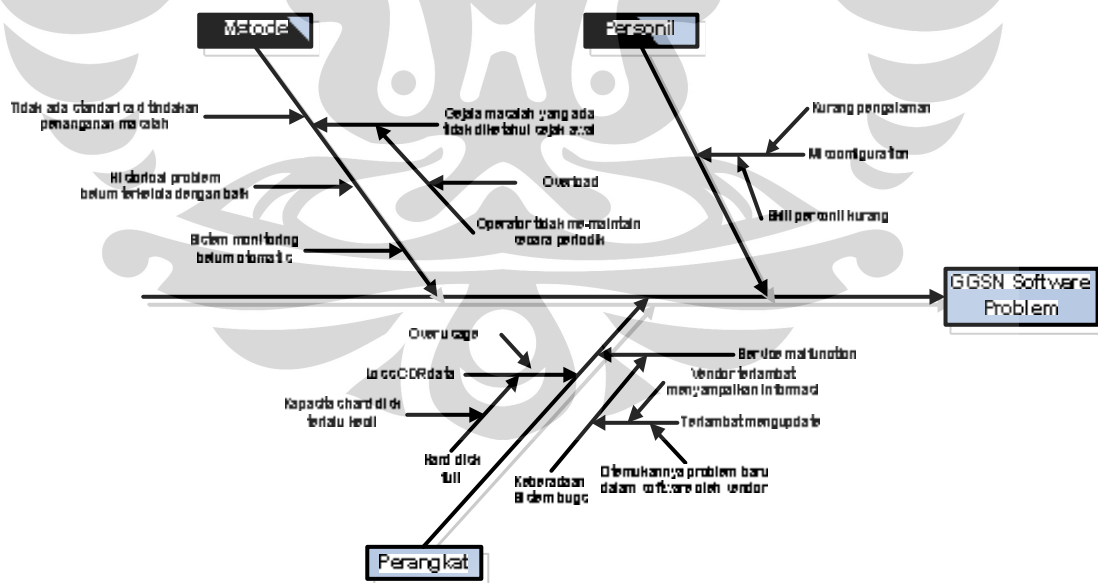 Metode
Personil
Tidak ada standarisasi tindakan
penanganan masalah
Gejala masalah yang ada
tidak diketahui sejak awal
Kurang pengalaman
Misconfiguration
Historical problem
belum terkelola dengan baik
Overload
Operator tidak me-maintain
secara periodik
Skill personil kurang
Sistem monitoring
belum otomatis
GGSN Software
Problem
Over usage
Service malfunction
Loss CDR data
Vendor terlambat
menyampaikan informasi
Kapasitas hard disk
terlalu kecil
Terlambat mengupdate
Hard disk
full
Keberadaan
Sistem bugs
Ditemukannya problem baru
dalam software oleh vendor
Perangkat